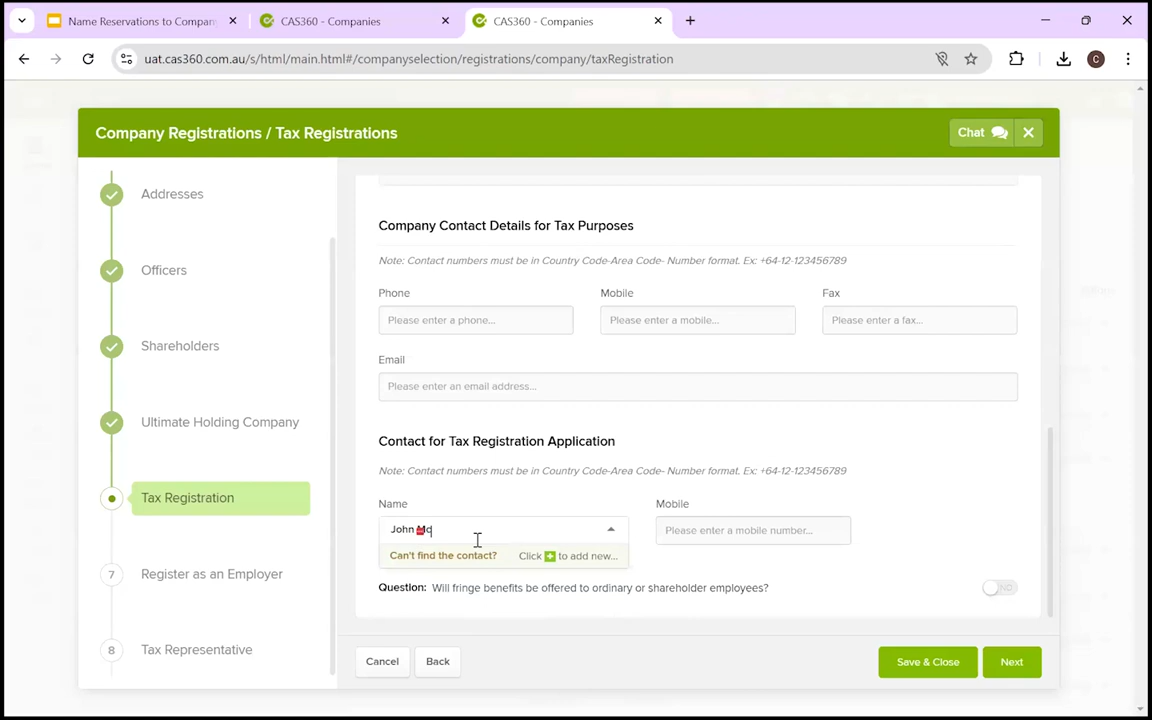 Name Reservations to Compan
CAS360 - Companies
CAS360 - Companies
uat.cas360.com.au/s/html/main.html#/companyselection/registrations/company/taxRegistration
C
Company Registrations / Tax Registrations
Chat
Addresses
Officers
Shareholders
Ultimate Holding Company
Tax Registration
7
Register as an Employer
8
Tax Representative
Company Contact Details for Tax Purposes
Note: Contact numbers must be in Country Code-Area Code- Number format. Ex: +64-12-123456789
Phone
Mobile
Fax
Please enter a phone...
Please enter a mobile...
Please enter a fax...
Email
Please enter an email address...
Contact for Tax Registration Application
Note: Contact numbers must be in Country Code-Area Code- Number format. Ex: +64-12-123456789
Name
Mobile
John Mc
Please enter a mobile number...
Can't find the contact?
Click + to add new...
Question: Will fringe benefits be offered to ordinary or shareholder employees?
NO
Cancel
Back
Save & Close
Next